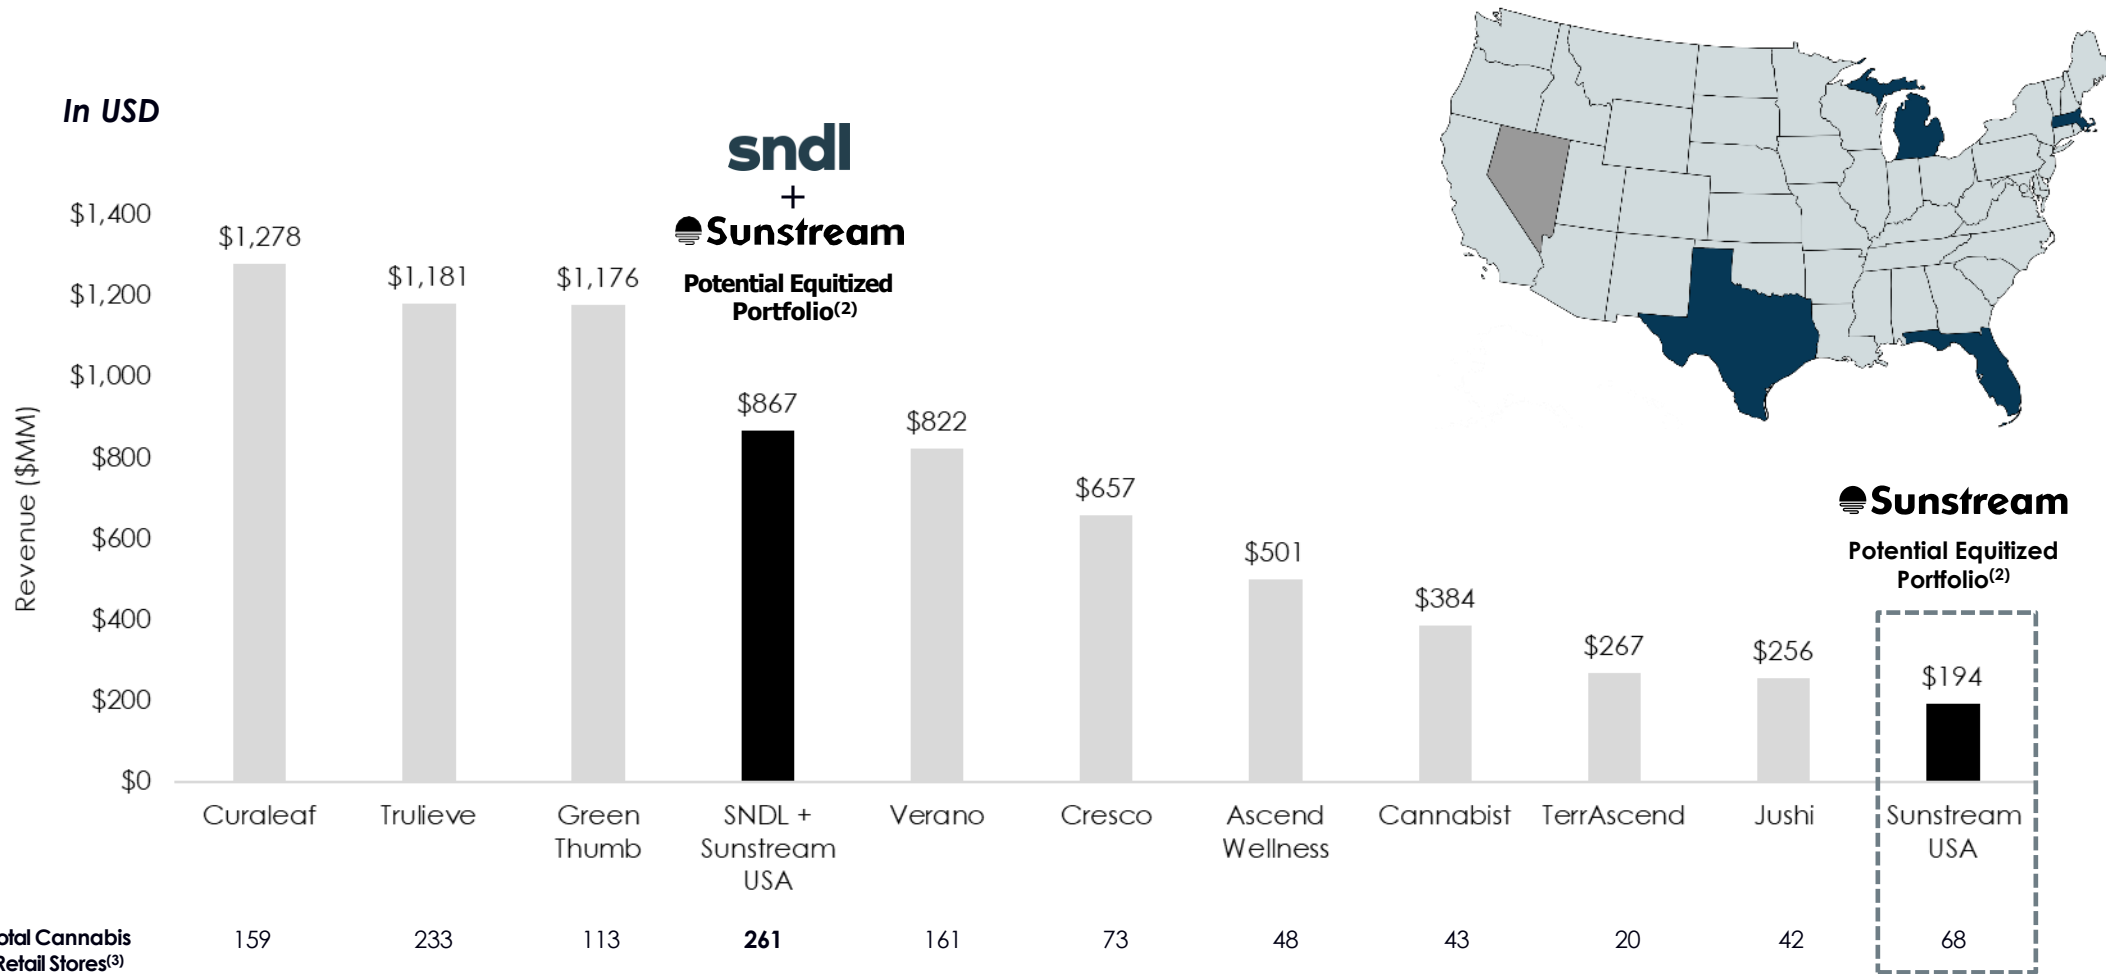 In USD
sndl
+
Sunstream
Potential Equitized
Portfolio(2)
Revenue ($MM)
$1,400
$1,200
$1,000
$800
$600
$400
$200
$0
$1,278
$1,181
$1,176
$867
$822
$657
$501
$384
$267
$256
$194
Sunstream
Potential Equitized
Portfolio(2)
Curaleaf
Trulieve
Green
Thumb
SNDL +
Sunstream
USA
Verano
Cresco
Ascend
Wellness
Cannabist
TerrAscend
Jushi
Sunstream
USA
otal Cannabis
Retail Stores(3)
159 233 113 261 161 73 48 43 20 42 68